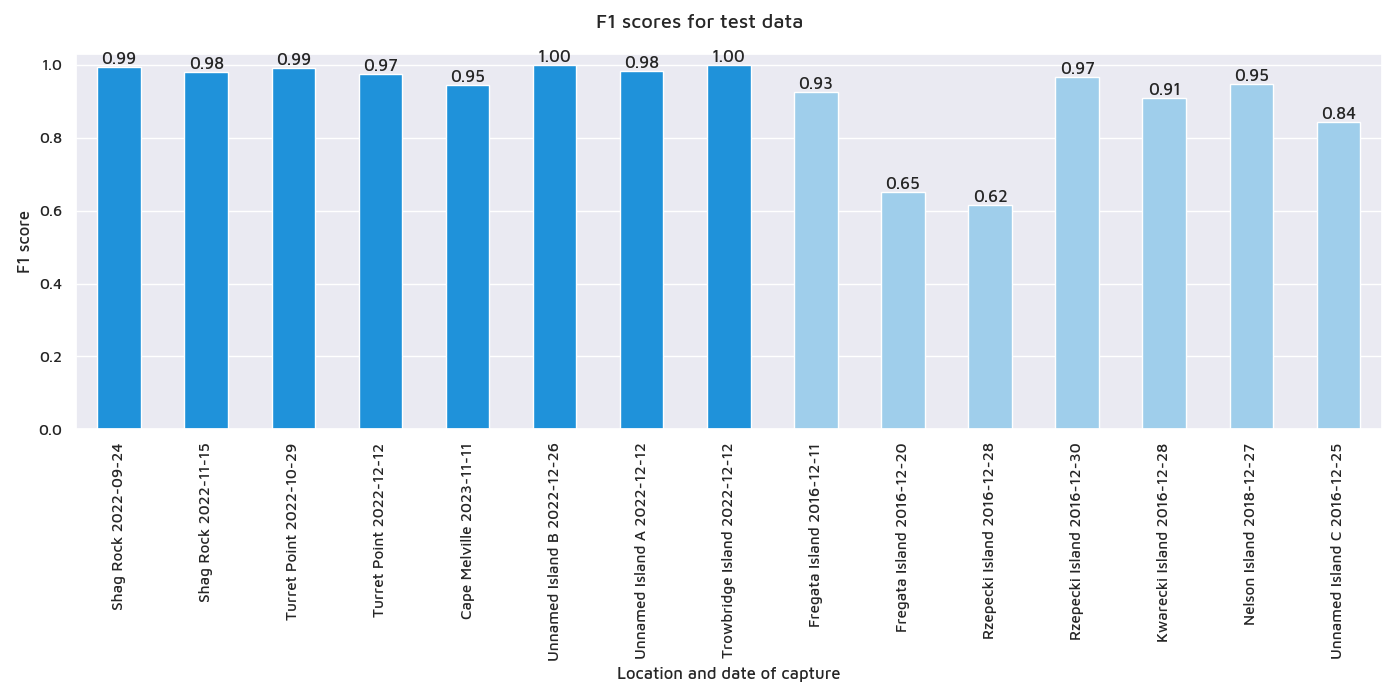 F1 scores for test data
F1 score
1.0
0.8
0.6
0.4
0.2
0.0
0.99
0.98
0.99
0.97
0.95
1.00
0.98
1.00
0.93
0.65
0.62
0.97
0.91
0.95
0.84
Shag Rock 2022-09-24
Shag Rock 2022-11-15
Turret Point 2022-10-29
Turret Point 2022-12-12
Cape Melville 2023-11-11
Unnamed Island B 2022-12-26
Unnamed Island A 2022-12-12
Trowbridge Island 2022-12-12
Fregata Island 2016-12-11
Fregata Island 2016-12-20
Rzepecki Island 2016-12-28
Rzepecki Island 2016-12-30
Kwarecki Island 2016-12-28
Nelson Island 2018-12-27
Unnamed Island C 2016-12-25
Location and date of capture